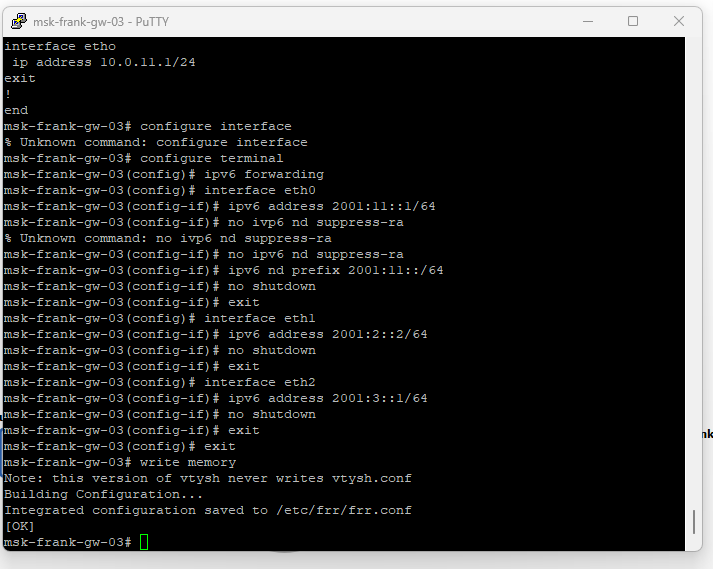 msk-frank-gw-03 - PuTTY
interface etho
 ip address 10.0.11.1/24
exit
!
end
msk-frank-gw-03# configure interface
% Unknown command: configure interface
msk-frank-gw-03# configure terminal
msk-frank-gw-03(config)# ipv6 forwarding
msk-frank-gw-03(config)# interface eth0
msk-frank-gw-03(config-if)# ipv6 address 2001:11::1/64
msk-frank-gw-03(config-if)# no ivp6 nd suppress-ra
% Unknown command: no ivp6 nd suppress-ra
msk-frank-gw-03(config-if)# no ipv6 nd suppress-ra
msk-frank-gw-03(config-if)# ipv6 nd prefix 2001:11::/64
msk-frank-gw-03(config-if)# no shutdown
msk-frank-gw-03(config-if)# exit
msk-frank-gw-03(config)# interface eth1
msk-frank-gw-03(config-if)# ipv6 address 2001:2::2/64
msk-frank-gw-03(config-if)# no shutdown
msk-frank-gw-03(config-if)# exit
msk-frank-gw-03(config)# interface eth2
msk-frank-gw-03(config-if)# ipv6 address 2001:3::1/64
msk-frank-gw-03(config-if)# no shutdown
msk-frank-gw-03(config-if)# exit
msk-frank-gw-03(config)# exit
msk-frank-gw-03# write memory
Note: this version of vtysh never writes vtysh.conf
Building Configuration...
Integrated configuration saved to /etc/frr/frr.conf
[OK]
msk-frank-gw-03#